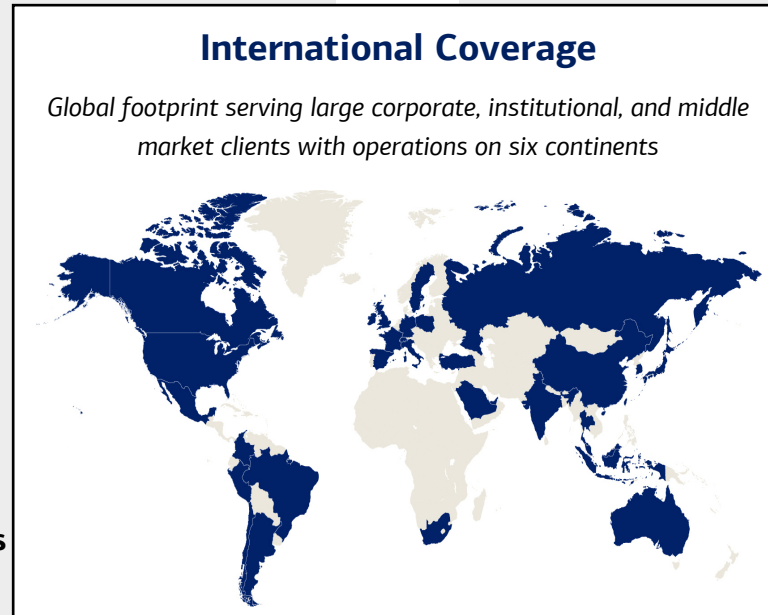 International Coverage
Global footprint serving large corporate, institutional, and middle
market clients with operations on six continents
s